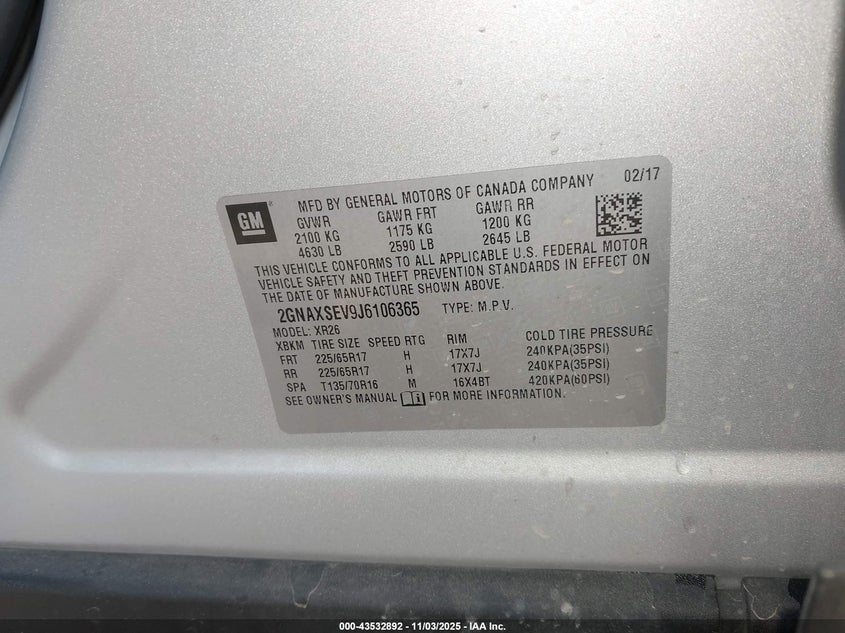 GM
MFD BY GENERAL MOTORS OF CANADA COMPANY 02/17
GVWR GAWR FRT GAWR RR
2100 KG 1175 KG 1200 KG
4630 LB 2590 LB 2645 LB
THIS VEHICLE CONFORMS TO ALL APPLICABLE U.S. FEDERAL MOTOR
VEHICLE SAFETY AND THEFT PREVENTION STANDARDS IN EFFECT ON
THE DATE OF MANUFACTURE SHOWN ABOVE.
2GNAXSEV9J6106365 TYPE: M.P.V.
MODEL: XR26
XBKM TIRE SIZE SPEED RTG RIM COLD TIRE PRESSURE
FRT 225/65R17 H 17X7J 240KPA(35PSI)
RR 225/65R17 H 17X7J 240KPA(35PSI)
SPA T135/70R16 M 16X4BT 420KPA(60PSI)
SEE OWNER'S MANUAL FOR MORE INFORMATION.
000-43532892 - 11/03/2025 - IAA Inc.